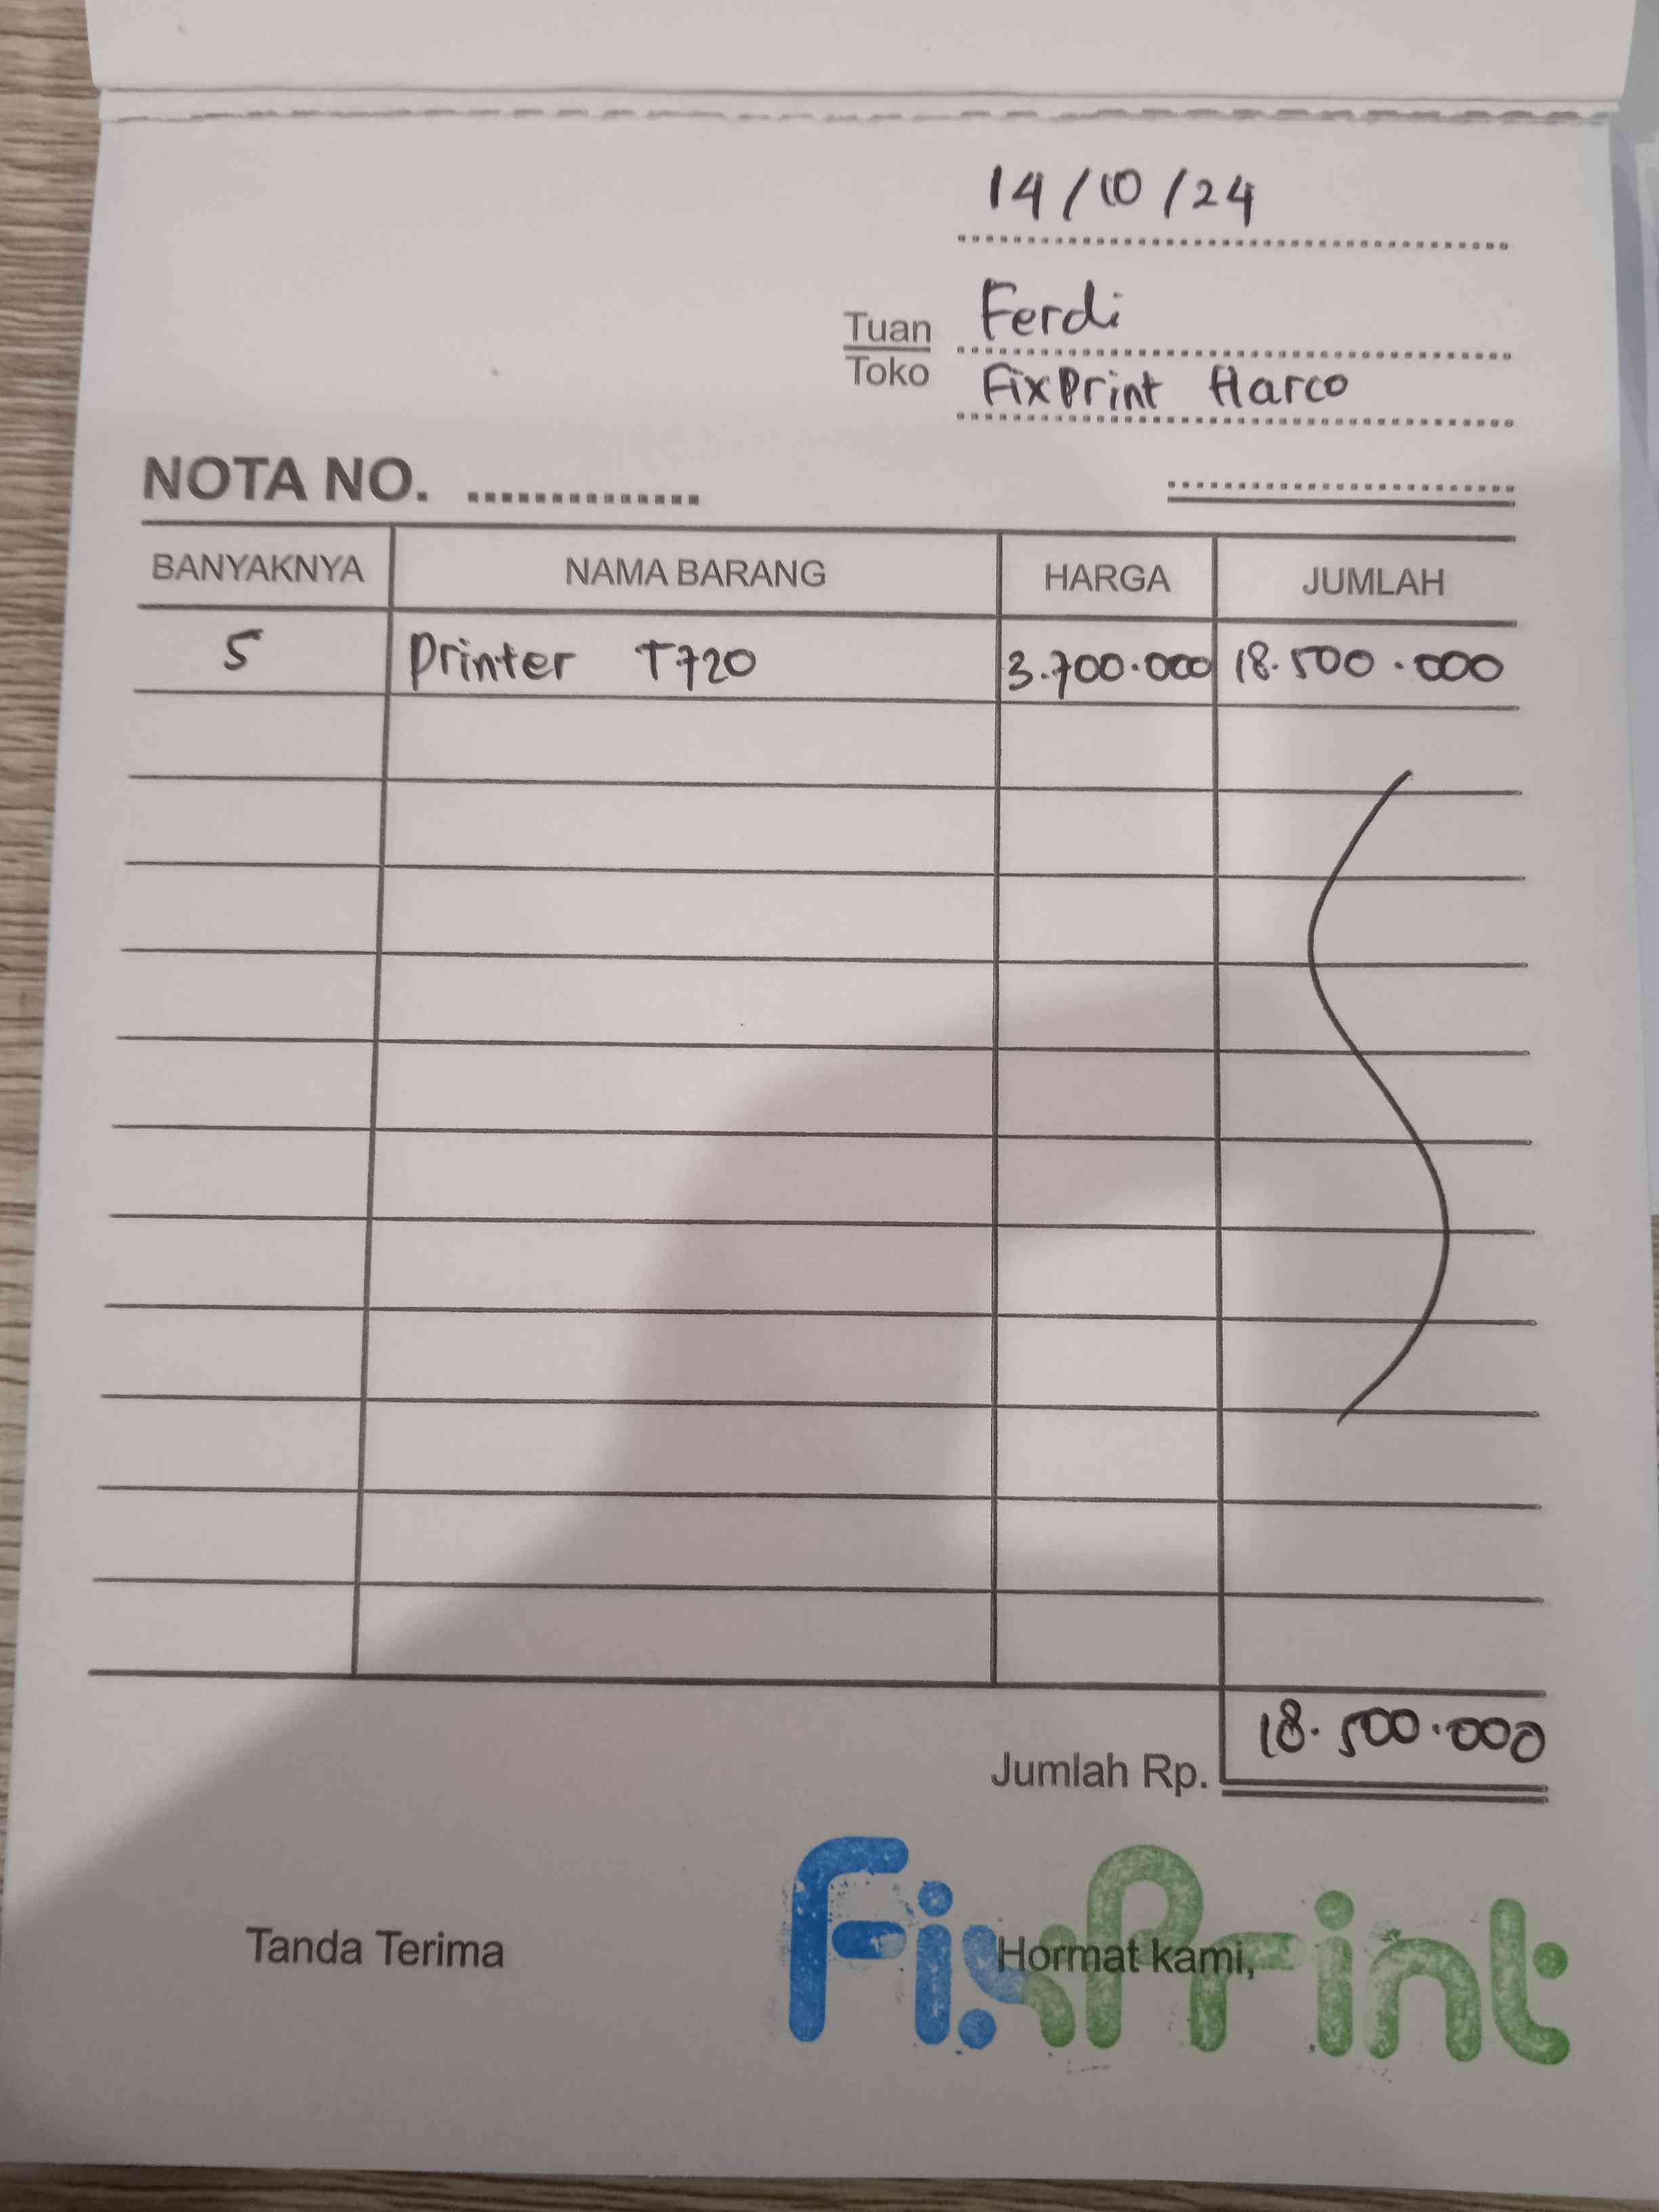 14/10/24
Tuan Ferdi
Toko FixPrint Harco
NOTA NO. ...............
BANYAKNYA NAMA BARANG HARGA JUMLAH
5 Printer T720 3.700.000 18.500.000
Jumlah Rp. 18.500.000
Tanda Terima Hormat kami,
FixPrint